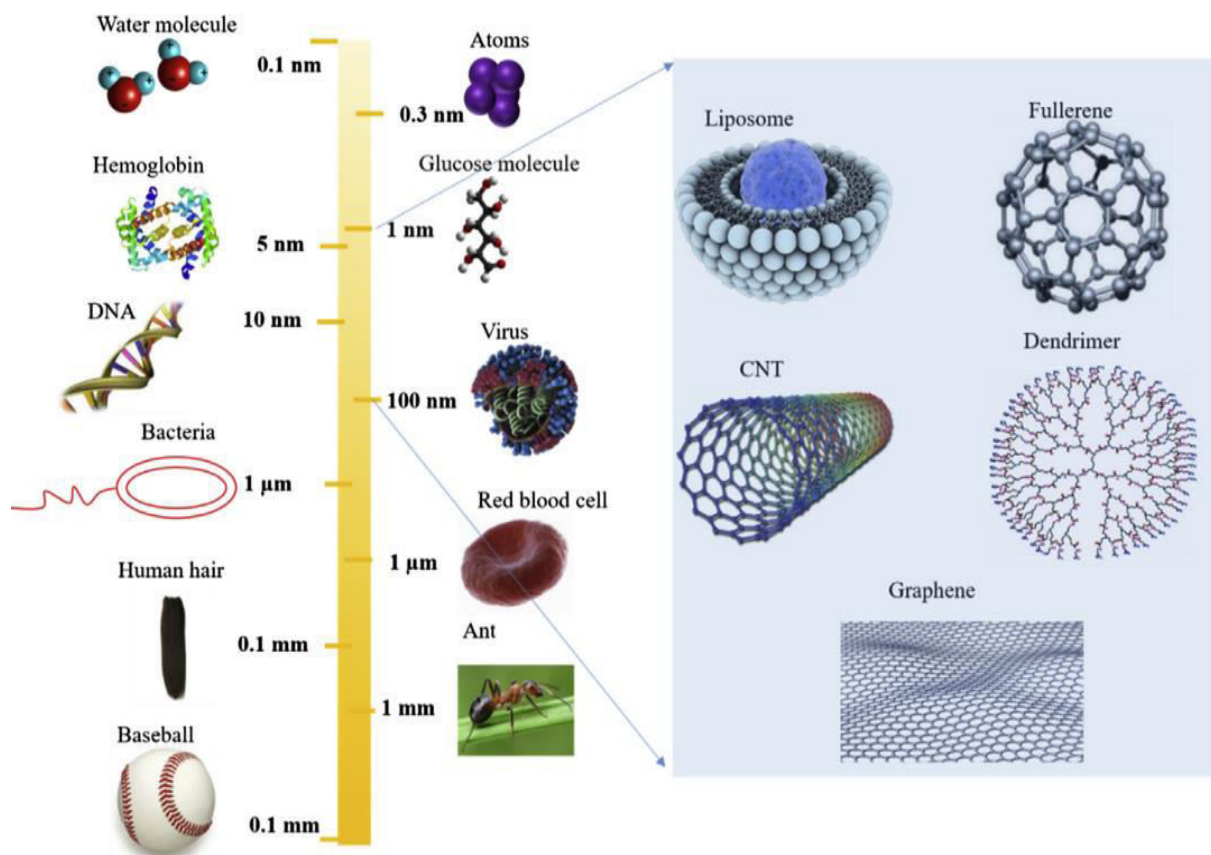 Water molecule
0.1 nm
Atoms
0.3 nm
Hemoglobin
Glucose molecule
1 nm
5 nm
DNA
10 nm
Virus
100 nm
Bacteria
1 µm
Red blood cell
1 µm
Human hair
0.1 mm
Ant
1 mm
Baseball
0.1 mm
Liposome
Fullerene
CNT
Dendrimer
Graphene